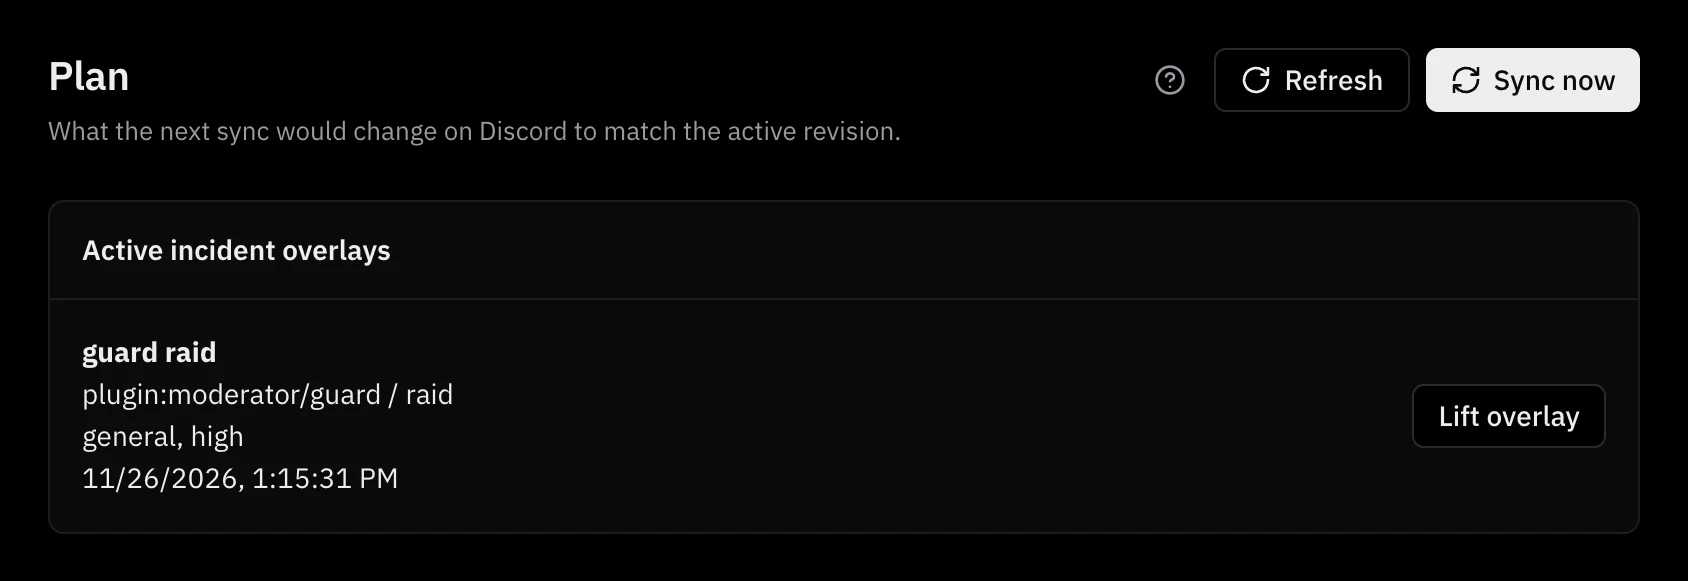 Plan
Refresh
Sync now
What the next sync would change on Discord to match the active revision.
Active incident overlays
guard raid
plugin:moderator/guard / raid
general, high
11/26/2026, 1:15:31 PM
Lift overlay